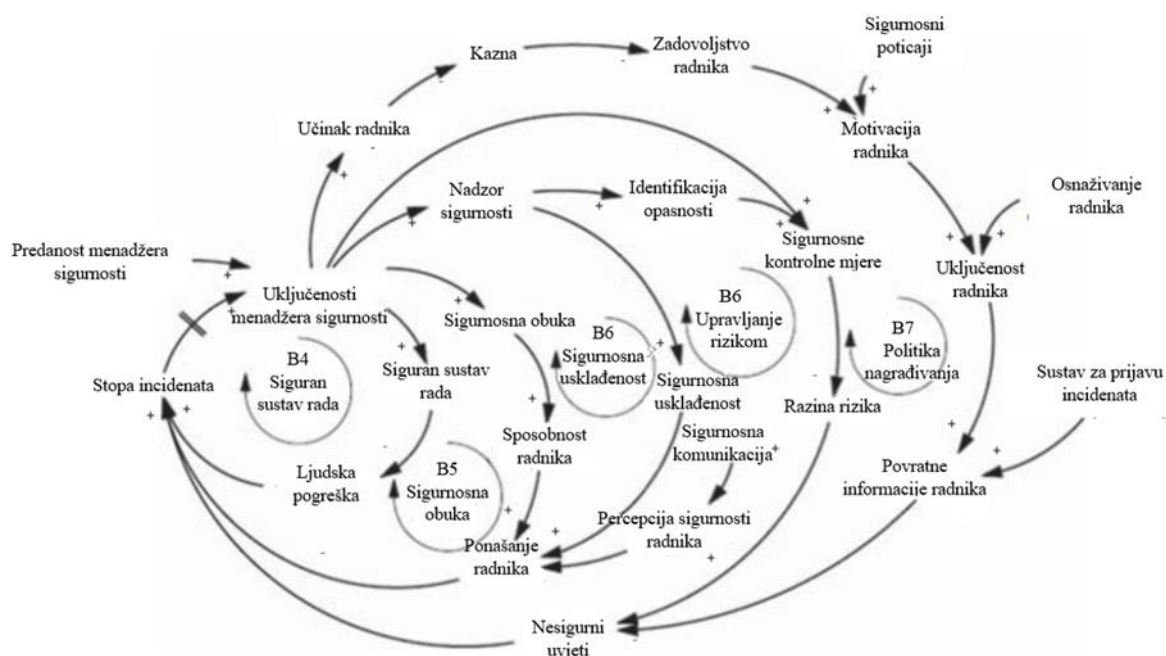 Sigurnosni
poticaji
Kazna
Zadovoljstvo
radnika
Učinak radnika
Motivacija
radnika
Nadzor
sigurnosti
Identifikacija
opasnosti
Osnaživanje
radnika
Predanost menadžera
sigurnosti
Sigurnosne
kontrolne mjere
Uključenost
radnika
Uključenosti
menadžera sigurnosti
Sigurnosna obuka
B6
Upravljanje
rizikom
B6
Sigurnosna
usklađenost
B7
Politika
nagrađivanja
B4
Siguran
sustav rada
Stopa incidenata
Siguran sustav
rada
Sigurnosna
usklađenost
Razina rizika
Sustav za prijavu
incidenata
Sposobnost
radnika
Sigurnosna
komunikacija
Ljudska
pogreška
B5
Sigurnosna
obuka
Povratne
informacije radnika
Percepcija sigurnosti
radnika
Ponašanje
radnika
Nesigurni
uvjeti